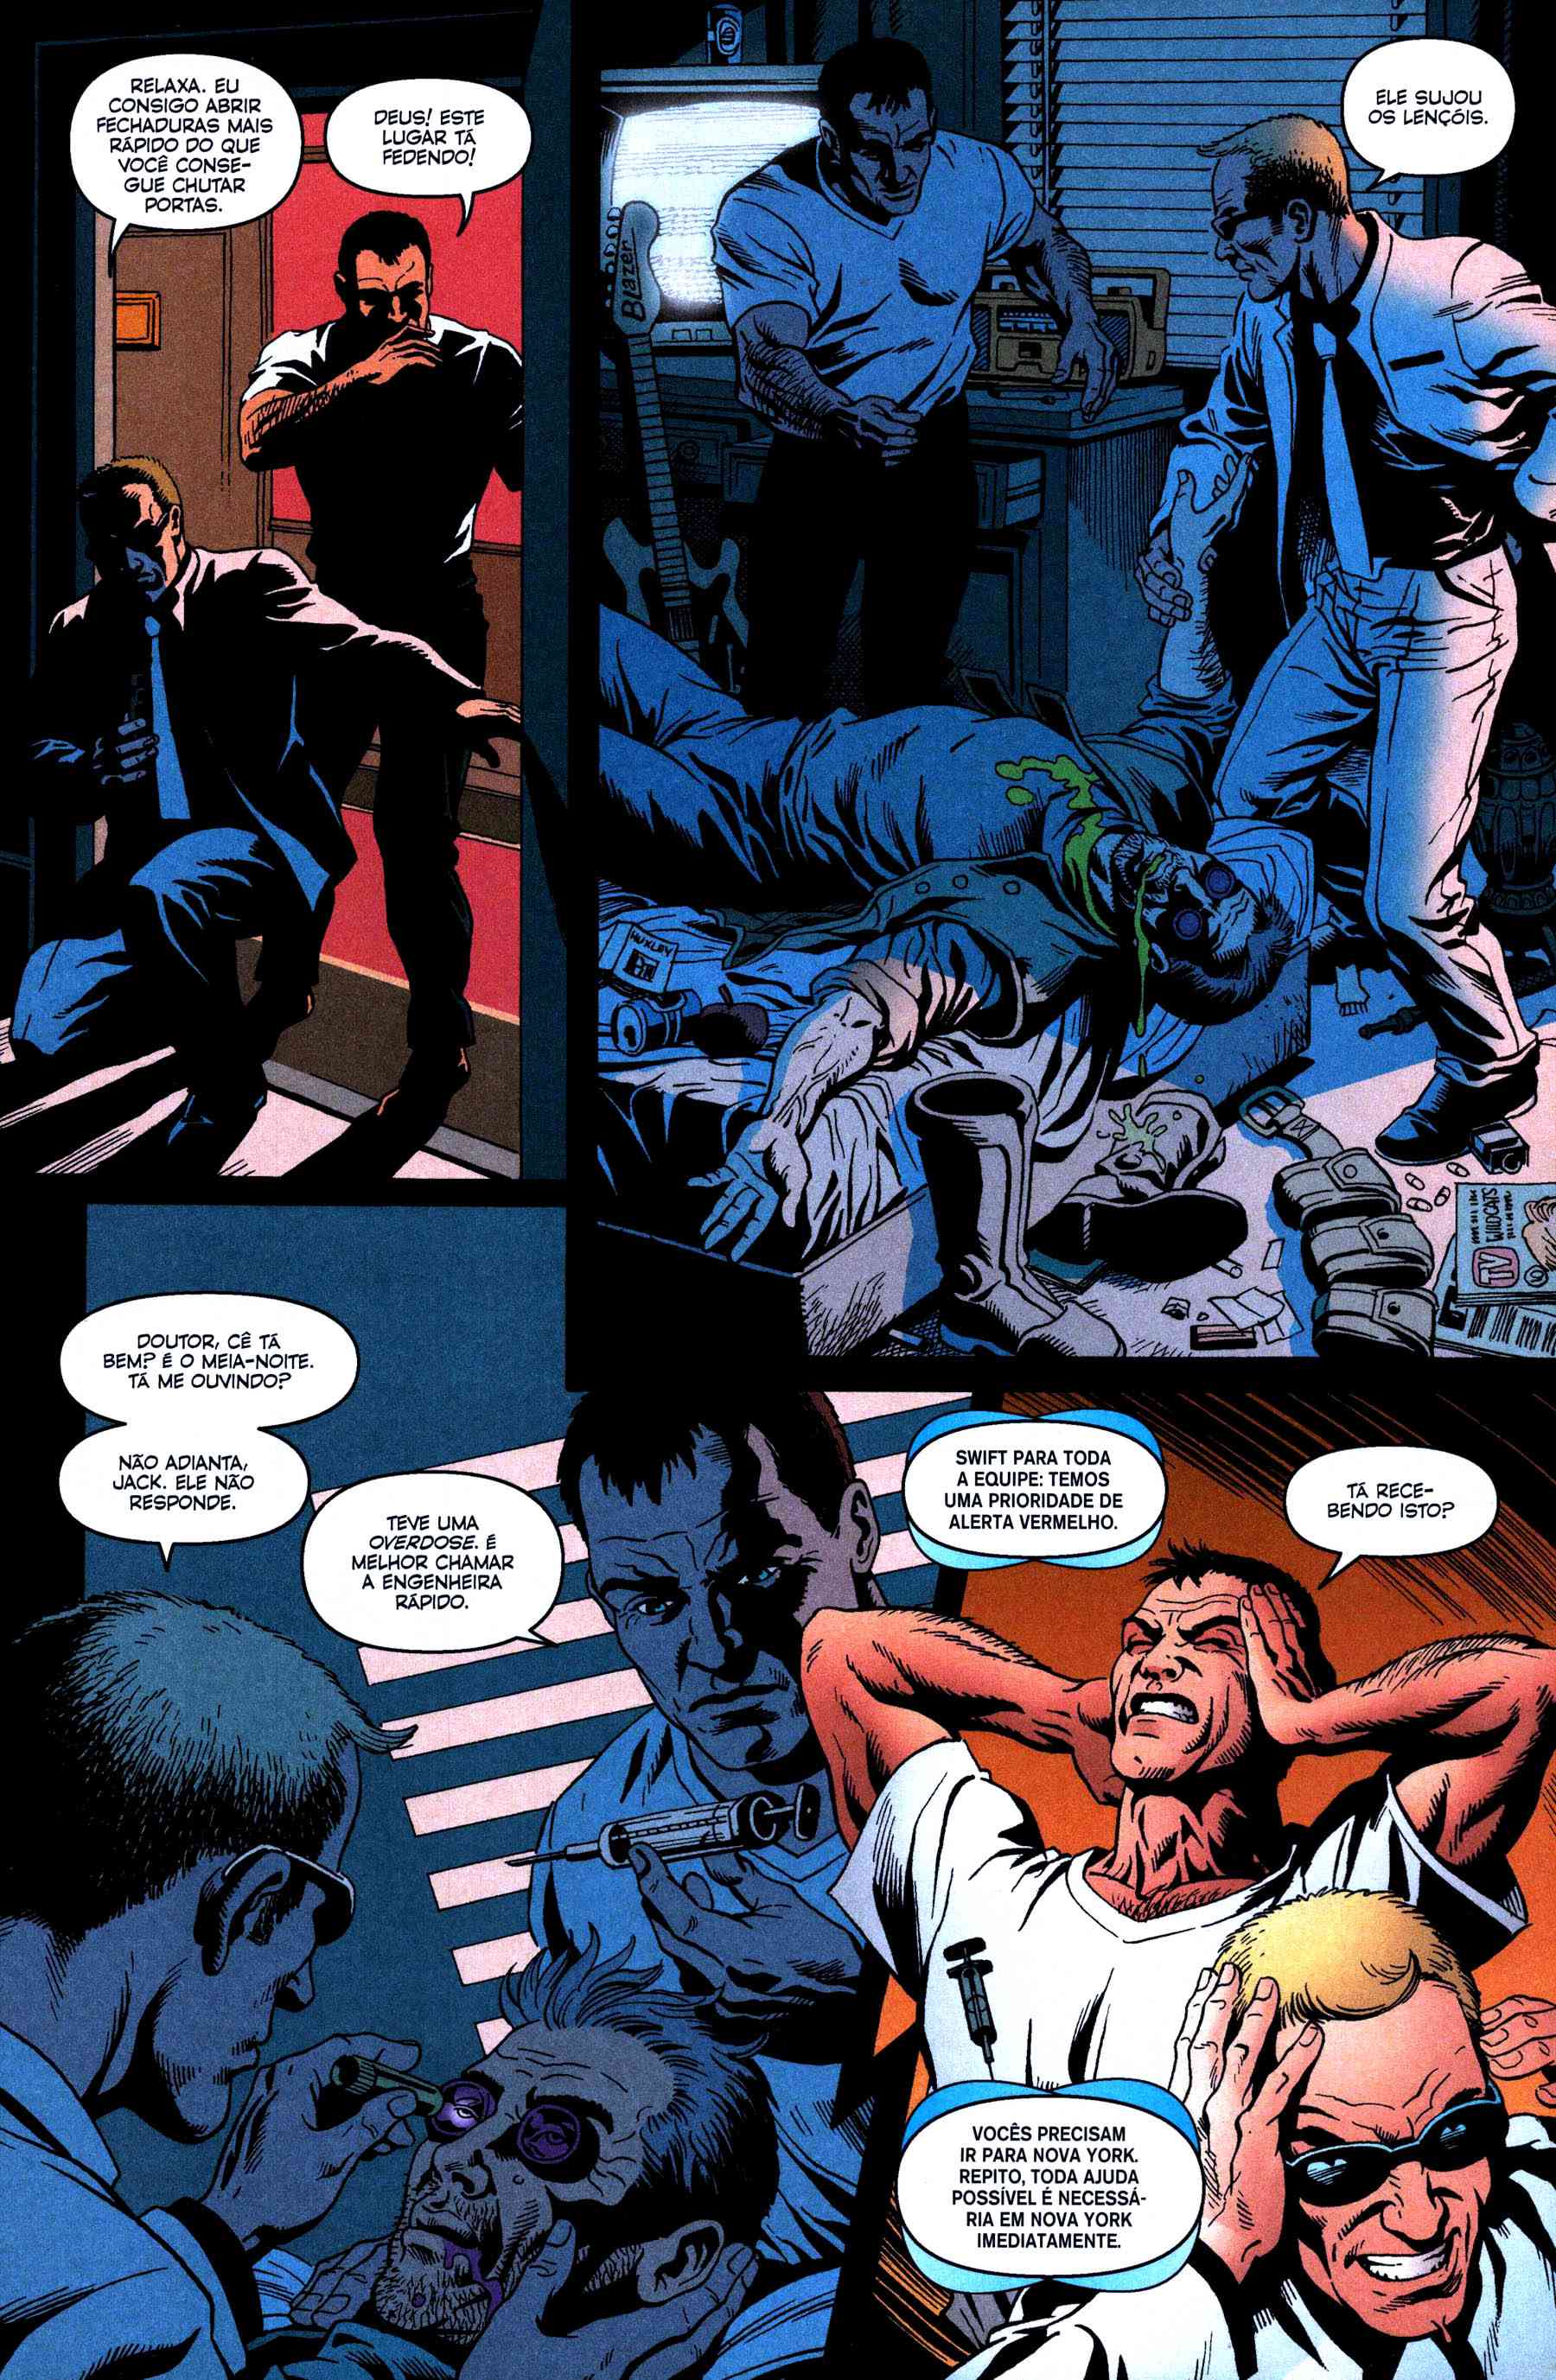 RELAXA. EU
CONSIGO ABRIR
FECHADURAS MAIS
RÁPIDO DO QUE
VOCÊ CONSE-
GUE CHUTAR
PORTAS.
DEUS! ESTE
LUGAR TÁ
FEDENDO!
ELE SUJOU
OS LENÇÓIS.
Blazer
HUXLEY
WILDCATS
TV
DOUTOR, CÊ TÁ
BEM? É O MEIA-NOITE.
TÁ ME OUVINDO?
NÃO ADIANTA,
JACK. ELE NÃO
RESPONDE.
TEVE UMA
OVERDOSE. É
MELHOR CHAMAR
A ENGENHEIRA
RÁPIDO.
SWIFT PARA TODA
A EQUIPE: TEMOS
UMA PRIORIDADE DE
ALERTA VERMELHO.
TÁ RECE-
BENDO ISTO?
VOCÊS PRECISAM
IR PARA NOVA YORK.
REPITO, TODA AJUDA
POSSÍVEL É NECESSÁ-
RIA EM NOVA YORK
IMEDIATAMENTE.